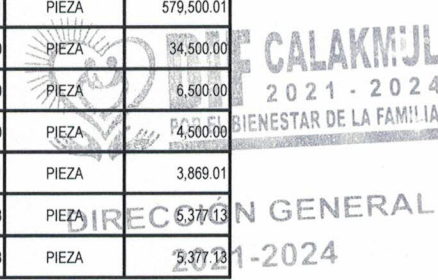 PIEZA 579,500.01
PIEZA 34,500.00
PIEZA 6,500.00
PIEZA 4,500.00
PIEZA 3,869.01
PIEZA 5,377.13
PIEZA 5,377.13
DIF CALAKMUL
2021 - 2024
POR EL BIENESTAR DE LA FAMILIA
DIRECCIÓN GENERAL
2021-2024